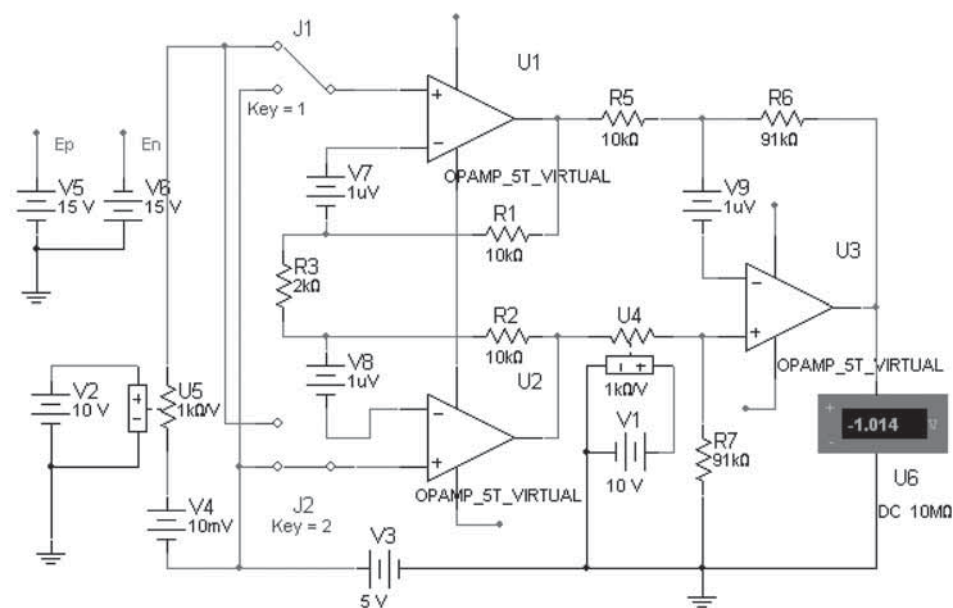 J1
Key = 1
U1
OPAMP_5T_VIRTUAL
R5
10kΩ
R6
91kΩ
Ep
En
V5
15 V
V6
15 V
V7
1uV
V9
1uV
R1
10kΩ
R3
2kΩ
U3
R2
10kΩ
U4
1kΩ/V
OPAMP_5T_VIRTUAL
V8
1uV
U2
V2
10 V
U5
1kΩ/V
V1
10 V
R7
91kΩ
-1.014
V
U6
DC 10MΩ
OPAMP_5T_VIRTUAL
V4
10mV
J2
Key = 2
V3
5 V